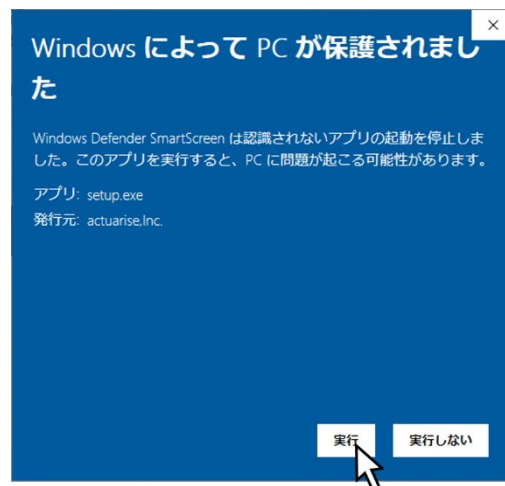 Windows によって PC が保護されまし
た
Windows Defender SmartScreen は認識されないアプリの起動を停止しま
した。このアプリを実行すると、PC に問題が起こる可能性があります。
アプリ: setup.exe
発行元: actuarise,Inc.
実行 実行しない